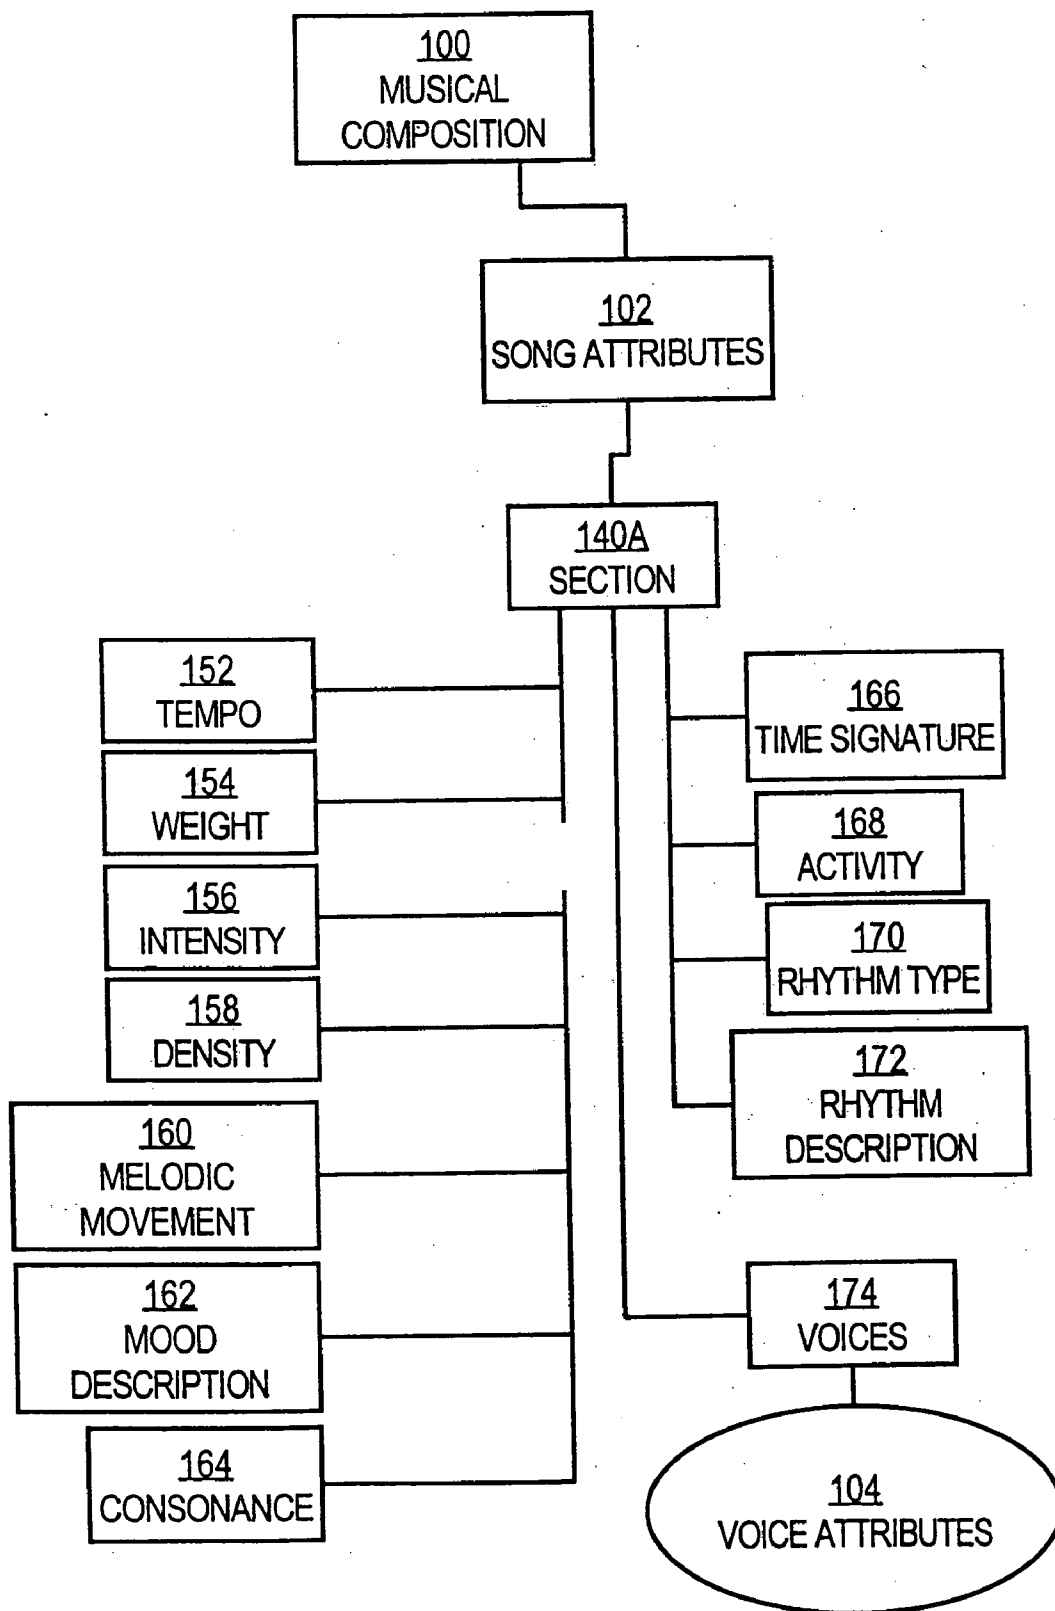 100
MUSICAL
COMPOSITION
102
SONG ATTRIBUTES
140A
SECTION
152
TEMPO
154
WEIGHT
156
INTENSITY
158
DENSITY
160
MELODIC
MOVEMENT
162
MOOD
DESCRIPTION
164
CONSONANCE
166
TIME SIGNATURE
168
ACTIVITY
170
RHYTHM TYPE
172
RHYTHM
DESCRIPTION
174
VOICES
104
VOICE ATTRIBUTES